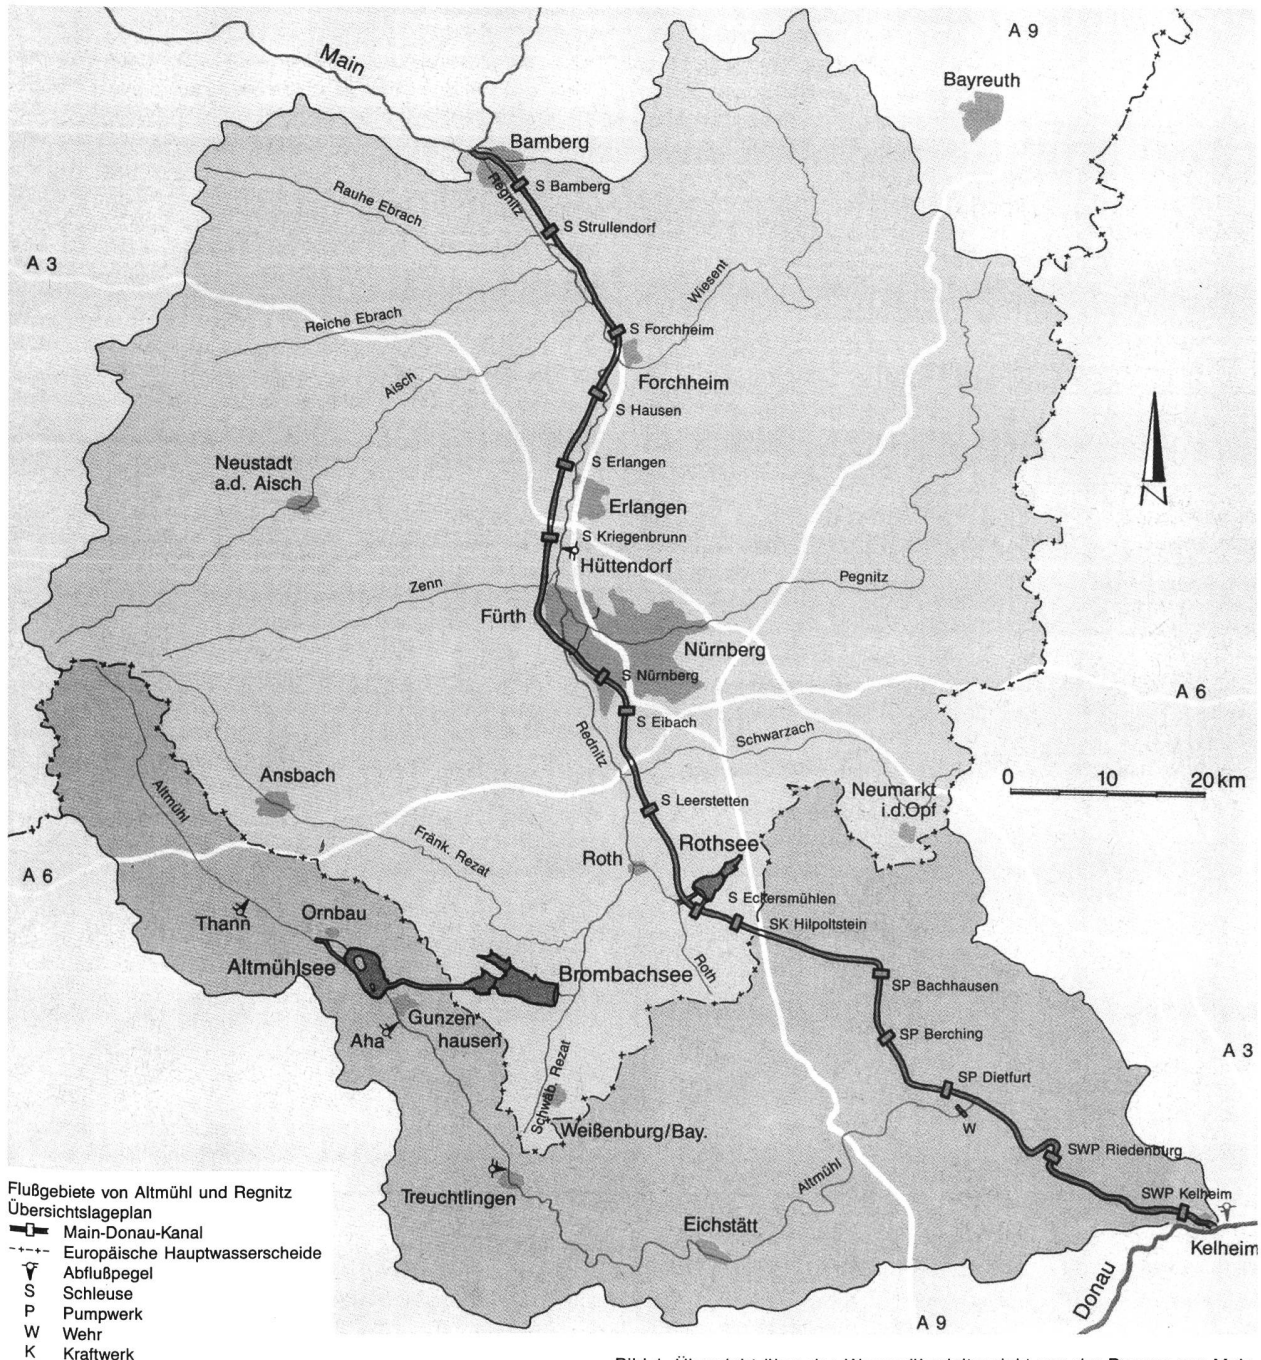 A 9
Main
Bayreuth
Bamberg
S Bamberg
Regnitz
Rauhe Ebrach
S Strullendorf
A 3
Wiesent
Reiche Ebrach
S Forchheim
Aisch
Forchheim
S Hausen
Neustadt
a.d. Aisch
S Erlangen
Erlangen
S Kriegenbrunn
Hüttendorf
Zenn
Pegnitz
Fürth
Nürnberg
S Nürnberg
A 6
S Eibach
Rednitz
Schwarzach
Ansbach
Altmühl
0 10 20 km
Neumarkt
i.d.Opf
S Leerstetten
Fränk. Rezat
Rothsee
Roth
A 6
S Eckersmühlen
SK Hilpoltstein
Thann
Ornbau
Altmühlsee
Brombachsee
Roth
SP Bachhausen
Gunzen
hausen
Aha
SP Berching
A 3
Schwäb. Rezat
SP Dietfurt
W
Weißenburg/Bay.
SWP Riedenburg
Altmühl
Treuchtlingen
SWP Kelheim
Eichstätt
Kelheim
Donau
A 9
N
Flußgebiete von Altmühl und Regnitz
Übersichtslageplan
Main-Donau-Kanal
Europäische Hauptwasserscheide
Abflußpegel
S Schleuse
P Pumpwerk
W Wehr
K Kraftwerk